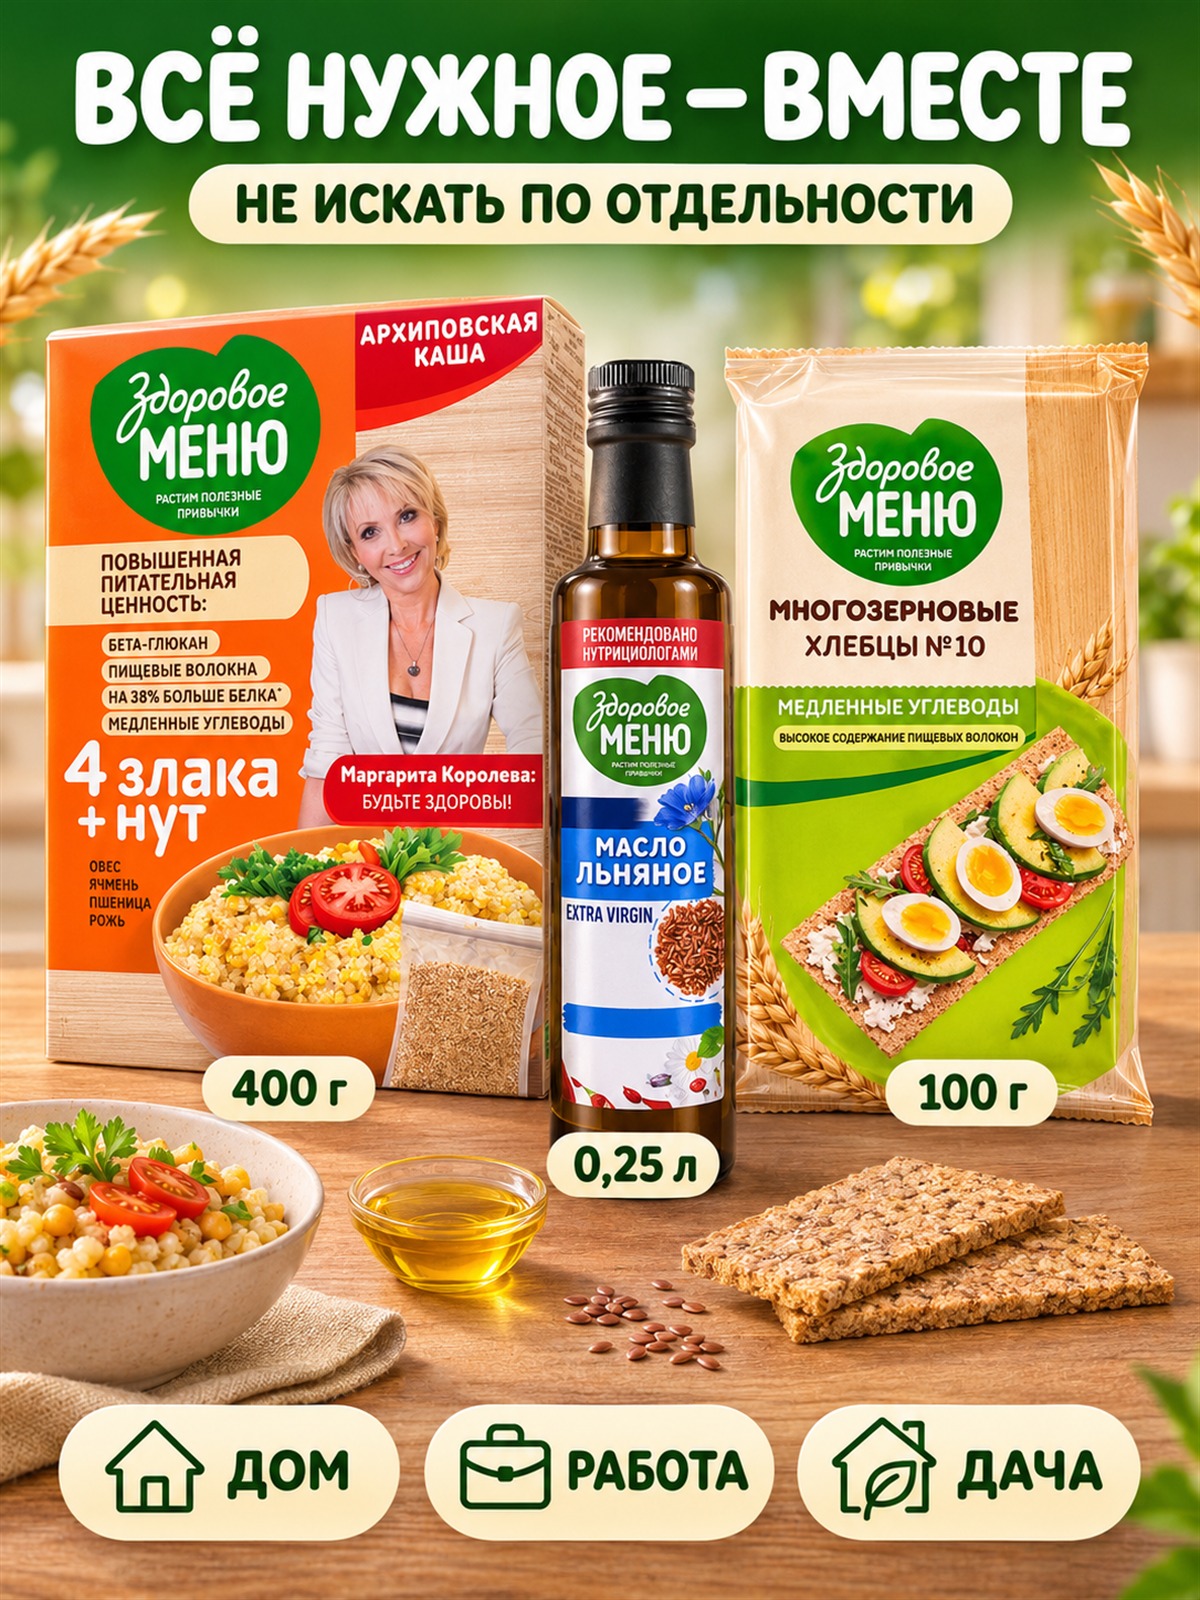 ВСЁ НУЖНОЕ – ВМЕСТЕ
НЕ ИСКАТЬ ПО ОТДЕЛЬНОСТИ
АРХИПОВСКАЯ
КАША
Здоровое
МЕНЮ
РАСТИМ ПОЛЕЗНЫЕ
ПРИВЫЧКИ
ПОВЫШЕННАЯ
ПИТАТЕЛЬНАЯ
ЦЕННОСТЬ:
БЕТА-ГЛЮКАН
ПИЩЕВЫЕ ВОЛОКНА
НА 38% БОЛЬШЕ БЕЛКА*
МЕДЛЕННЫЕ УГЛЕВОДЫ
4 злака
+ нут
ОВЕС
ЯЧМЕНЬ
ПШЕНИЦА
РОЖЬ
Маргарита Королева:
БУДЬТЕ ЗДОРОВЫ!
400 г
РЕКОМЕНДОВАНО
НУТРИЦИОЛОГАМИ
Здоровое
МЕНЮ
РАСТИМ ПОЛЕЗНЫЕ
ПРИВЫЧКИ
МАСЛО
ЛЬНЯНОЕ
EXTRA VIRGIN
0,25 л
Здоровое
МЕНЮ
РАСТИМ ПОЛЕЗНЫЕ
ПРИВЫЧКИ
МНОГОЗЕРНОВЫЕ
ХЛЕБЦЫ №10
МЕДЛЕННЫЕ УГЛЕВОДЫ
ВЫСОКОЕ СОДЕРЖАНИЕ ПИЩЕВЫХ ВОЛОКОН
100 г
ДОМ
РАБОТА
ДАЧА